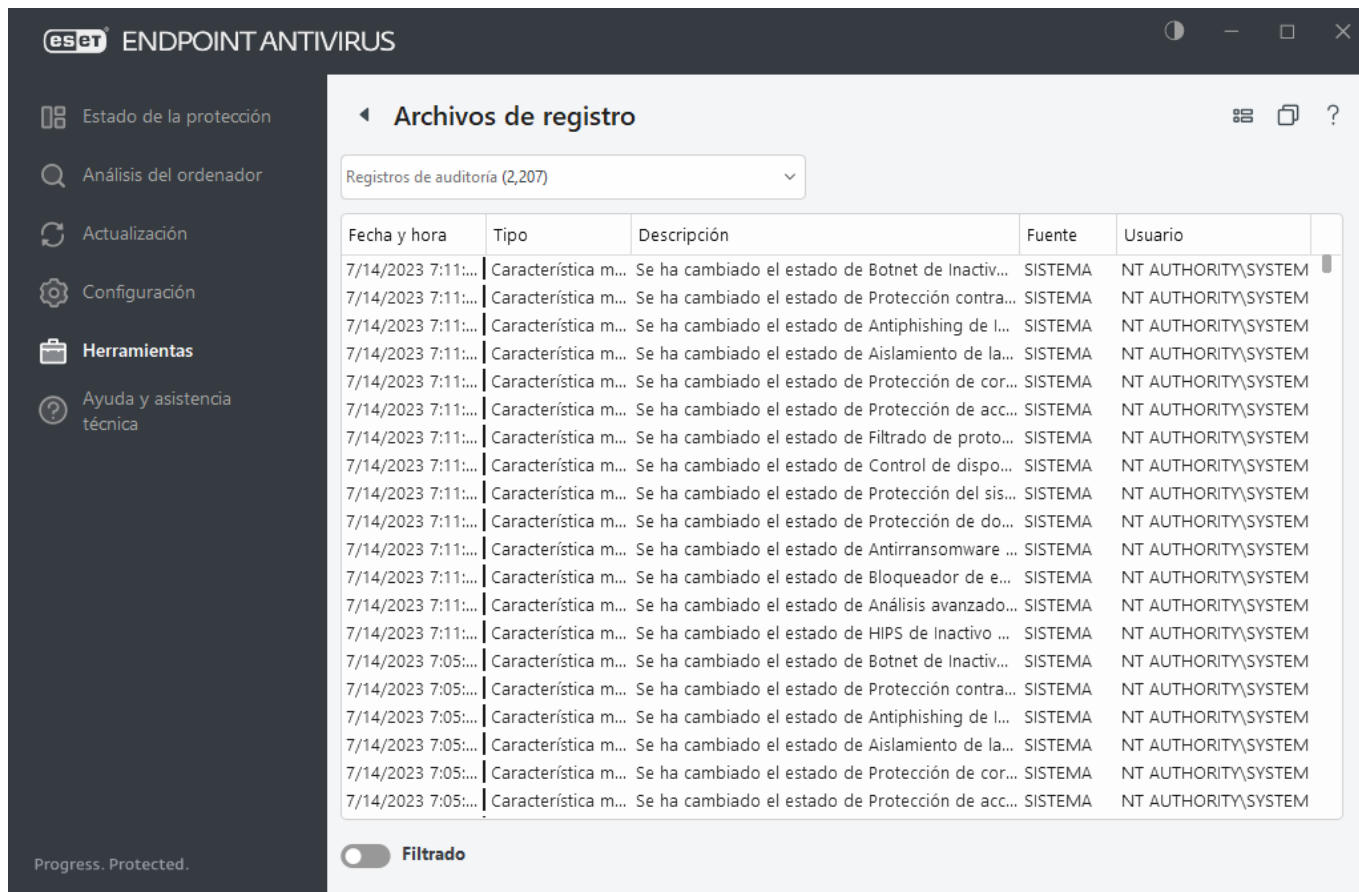 eset ENDPOINT ANTIVIRUS
Estado de la protección
Análisis del ordenador
Actualización
Configuración
Herramientas
Ayuda y asistencia
técnica
Progress. Protected.
Archivos de registro
?
Registros de auditoría (2,207)
Fecha y hora Tipo Descripción Fuente Usuario
7/14/2023 7:11:... Característica m... Se ha cambiado el estado de Botnet de Inactiv... SISTEMA NT AUTHORITY\SYSTEM
7/14/2023 7:11:... Característica m... Se ha cambiado el estado de Protección contra... SISTEMA NT AUTHORITY\SYSTEM
7/14/2023 7:11:... Característica m... Se ha cambiado el estado de Antiphishing de I... SISTEMA NT AUTHORITY\SYSTEM
7/14/2023 7:11:... Característica m... Se ha cambiado el estado de Aislamiento de la... SISTEMA NT AUTHORITY\SYSTEM
7/14/2023 7:11:... Característica m... Se ha cambiado el estado de Protección de cor... SISTEMA NT AUTHORITY\SYSTEM
7/14/2023 7:11:... Característica m... Se ha cambiado el estado de Protección de acc... SISTEMA NT AUTHORITY\SYSTEM
7/14/2023 7:11:... Característica m... Se ha cambiado el estado de Filtrado de proto... SISTEMA NT AUTHORITY\SYSTEM
7/14/2023 7:11:... Característica m... Se ha cambiado el estado de Control de dispo... SISTEMA NT AUTHORITY\SYSTEM
7/14/2023 7:11:... Característica m... Se ha cambiado el estado de Protección del sis... SISTEMA NT AUTHORITY\SYSTEM
7/14/2023 7:11:... Característica m... Se ha cambiado el estado de Protección de do... SISTEMA NT AUTHORITY\SYSTEM
7/14/2023 7:11:... Característica m... Se ha cambiado el estado de Antirransomware ... SISTEMA NT AUTHORITY\SYSTEM
7/14/2023 7:11:... Característica m... Se ha cambiado el estado de Bloqueador de e... SISTEMA NT AUTHORITY\SYSTEM
7/14/2023 7:11:... Característica m... Se ha cambiado el estado de Análisis avanzado... SISTEMA NT AUTHORITY\SYSTEM
7/14/2023 7:11:... Característica m... Se ha cambiado el estado de HIPS de Inactivo ... SISTEMA NT AUTHORITY\SYSTEM
7/14/2023 7:05:... Característica m... Se ha cambiado el estado de Botnet de Inactiv... SISTEMA NT AUTHORITY\SYSTEM
7/14/2023 7:05:... Característica m... Se ha cambiado el estado de Protección contra... SISTEMA NT AUTHORITY\SYSTEM
7/14/2023 7:05:... Característica m... Se ha cambiado el estado de Antiphishing de I... SISTEMA NT AUTHORITY\SYSTEM
7/14/2023 7:05:... Característica m... Se ha cambiado el estado de Aislamiento de la... SISTEMA NT AUTHORITY\SYSTEM
7/14/2023 7:05:... Característica m... Se ha cambiado el estado de Protección de cor... SISTEMA NT AUTHORITY\SYSTEM
7/14/2023 7:05:... Característica m... Se ha cambiado el estado de Protección de acc... SISTEMA NT AUTHORITY\SYSTEM
Filtrado